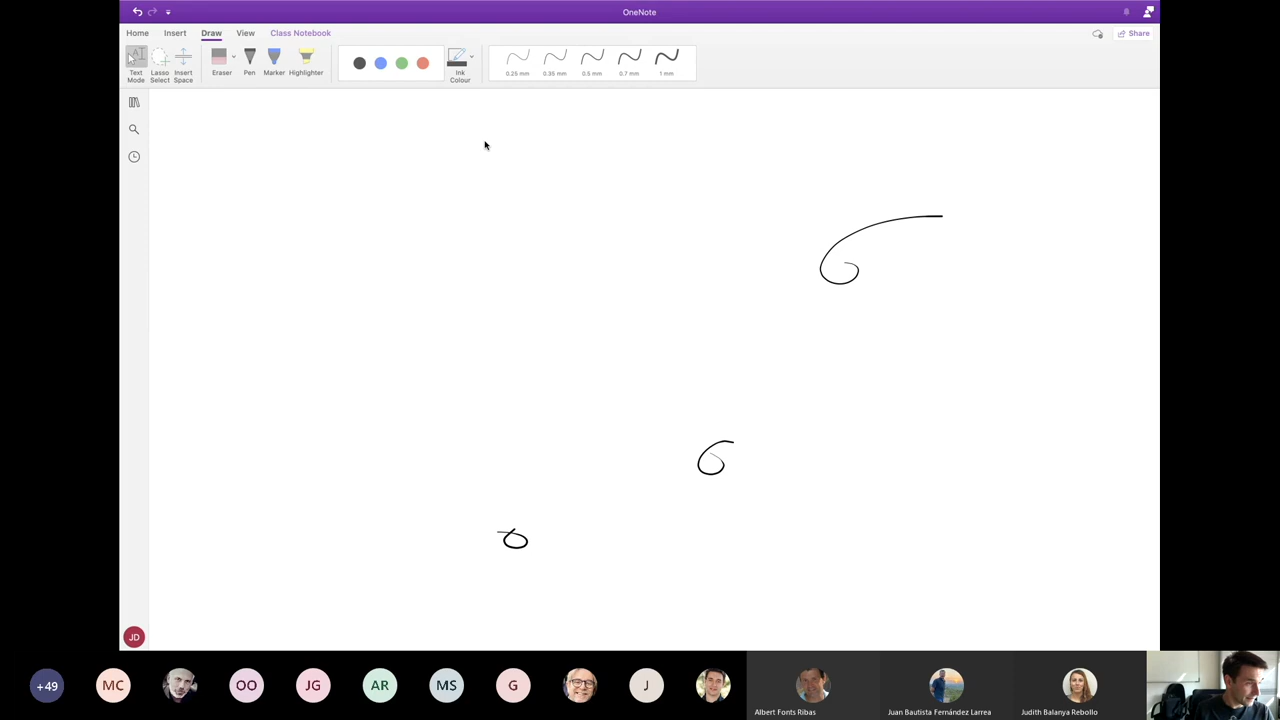 OneNote
Home Insert Draw View Class Notebook Share
Text Mode
Lasso Select
Insert Space
Eraser
Pen
Marker
Highlighter
Ink Colour
0.25 mm 0.35 mm 0.5 mm 0.7 mm 1 mm
JD
+49 MC OO JG AR MS G J
Albert Fonts Ribas Juan Bautista Fernández Larrea Judith Balanya Rebollo